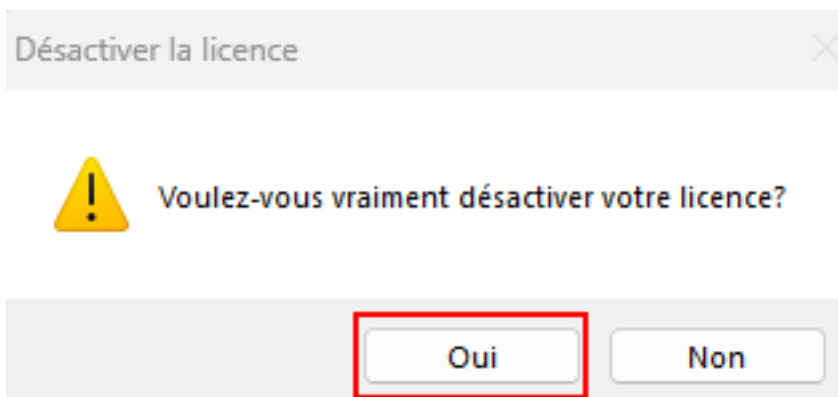 Désactiver la licence
Voulez-vous vraiment désactiver votre licence?
Oui
Non